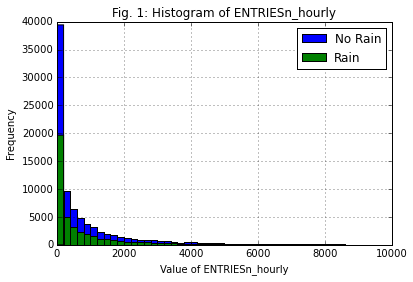 Fig. 1: Histogram of ENTRIESn_hourly
40000
35000
30000
25000
20000
15000
10000
5000
0
Frequency
No Rain
Rain
0 2000 4000 6000 8000 10000
Value of ENTRIESn_hourly